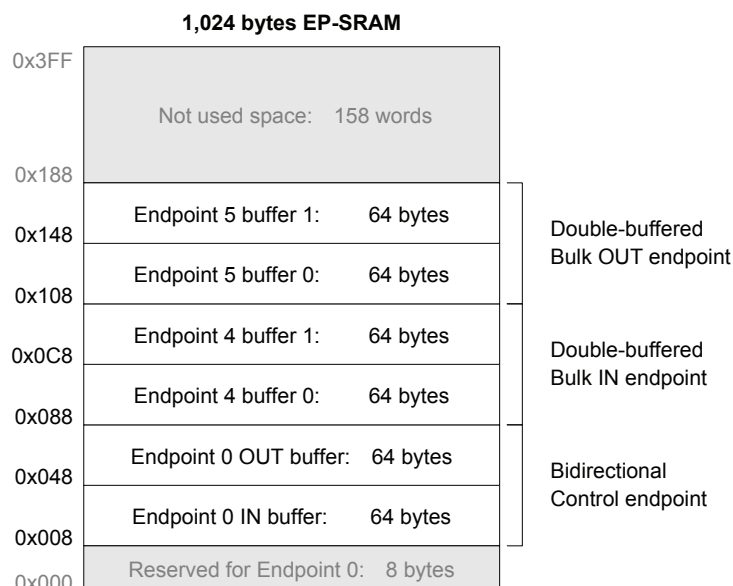 1,024 bytes EP-SRAM
0x3FF
Not used space: 158 words
0x188
Endpoint 5 buffer 1: 64 bytes
0x148
Double-buffered
Bulk OUT endpoint
Endpoint 5 buffer 0: 64 bytes
0x108
Endpoint 4 buffer 1: 64 bytes
0x0C8
Double-buffered
Bulk IN endpoint
Endpoint 4 buffer 0: 64 bytes
0x088
Endpoint 0 OUT buffer: 64 bytes
0x048
Bidirectional
Control endpoint
Endpoint 0 IN buffer: 64 bytes
0x008
Reserved for Endpoint 0: 8 bytes
0x000